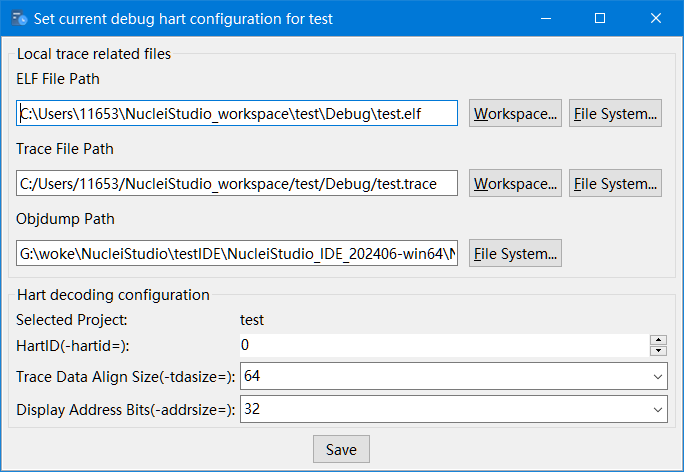 Set current debug hart configuration for test
Local trace related files
ELF File Path
C:\Users\11653\NucleiStudio_workspace\test\Debug\test.elf Workspace... File System...
Trace File Path
C:/Users/11653/NucleiStudio_workspace/test/Debug/test.trace Workspace... File System...
Objdump Path
G:\woke\NucleiStudio\testIDE\NucleiStudio_IDE_202406-win64\N File System...
Hart decoding configuration
Selected Project: test
HartID(-hartid=): 0
Trace Data Align Size(-tdasize=): 64
Display Address Bits(-addrsize=): 32
Save